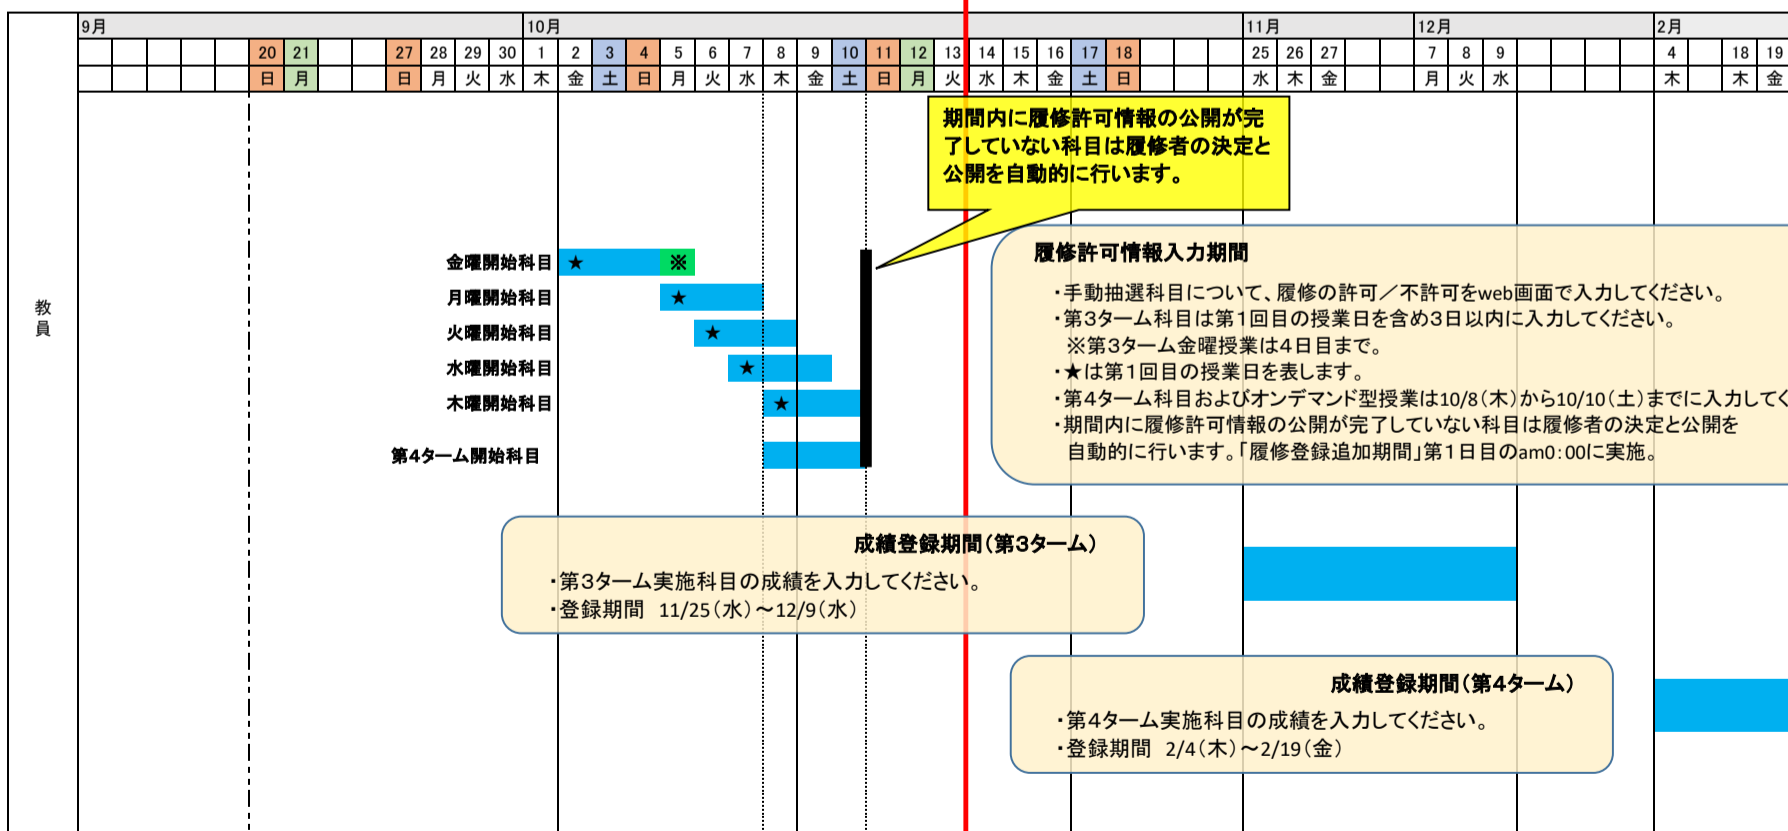 9月 10月 11月 12月 2月
20 21 27 28 29 30 1 2 3 4 5 6 7 8 9 10 11 12 13 14 15 16 17 18 25 26 27 7 8 9 4 18 19
日 月 日 月 火 水 木 金 土 日 月 火 水 木 金 土 日 月 火 水 木 金 土 日 水 木 金 月 火 水 木 木 金
教員
期間内に履修許可情報の公開が完
了していない科目は履修者の決定と
公開を自動的に行います。
金曜開始科目 ★ ※
月曜開始科目 ★
火曜開始科目 ★
水曜開始科目 ★
木曜開始科目 ★
第4ターム開始科目
履修許可情報入力期間
・手動抽選科目について、履修の許可／不許可をweb画面で入力してください。
・第3ターム科目は第1回目の授業日を含め3日以内に入力してください。
※第3ターム金曜授業は4日目まで。
・★は第1回目の授業日を表します。
・第4ターム科目およびオンデマンド型授業は10/8(木)から10/10(土)までに入力してく
・期間内に履修許可情報の公開が完了していない科目は履修者の決定と公開を
自動的に行います。「履修登録追加期間」第1日目のam0:00に実施。
成績登録期間(第3ターム)
・第3ターム実施科目の成績を入力してください。
・登録期間 11/25(水)～12/9(水)
成績登録期間(第4ターム)
・第4ターム実施科目の成績を入力してください。
・登録期間 2/4(木)～2/19(金)